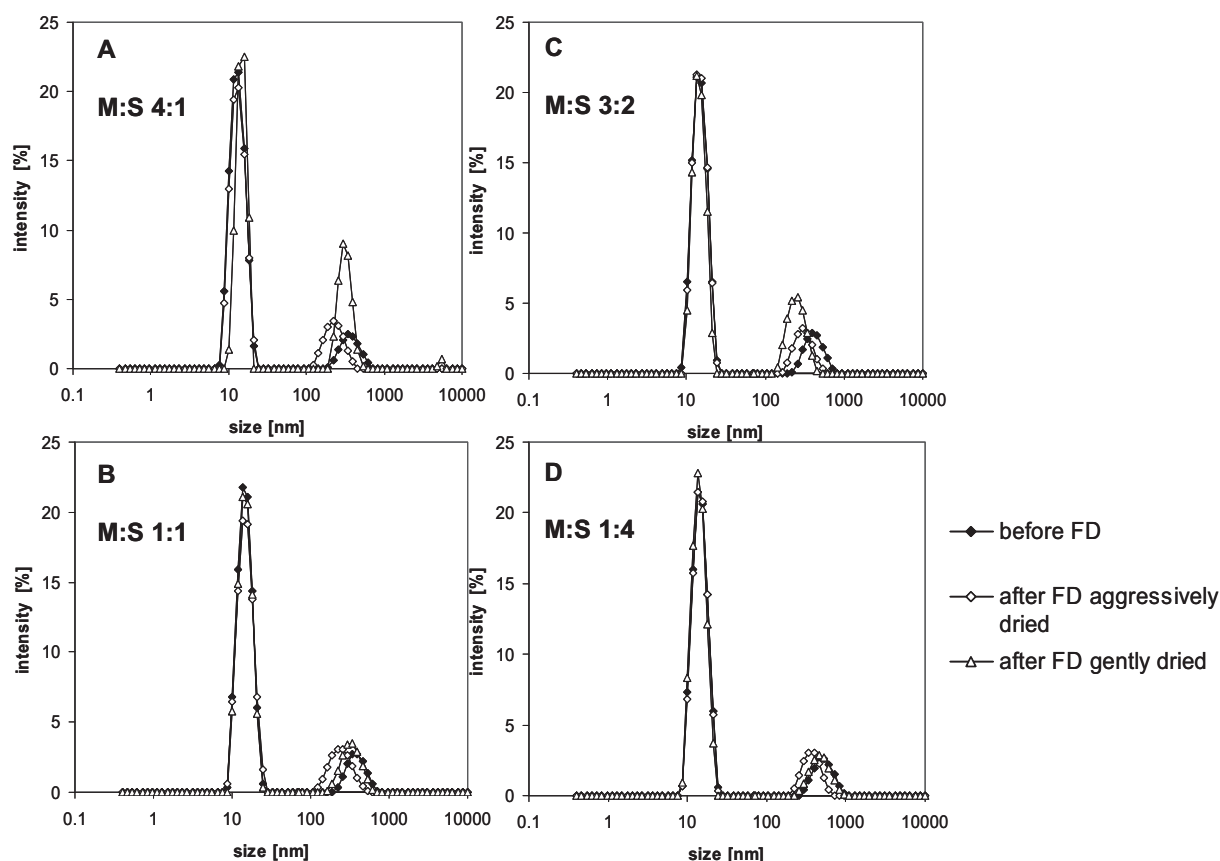 A
M:S 4:1
intensity [%]
25
20
15
10
5
0
0.1 1 10 100 1000 10000
size [nm]
C
M:S 3:2
intensity [%]
25
20
15
10
5
0
0.1 1 10 100 1000 10000
size [nm]
B
M:S 1:1
intensity [%]
25
20
15
10
5
0
0.1 1 10 100 1000 10000
size [nm]
D
M:S 1:4
intensity [%]
25
20
15
10
5
0
0.1 1 10 100 1000 10000
size [nm]
before FD
after FD aggressively
dried
after FD gently dried